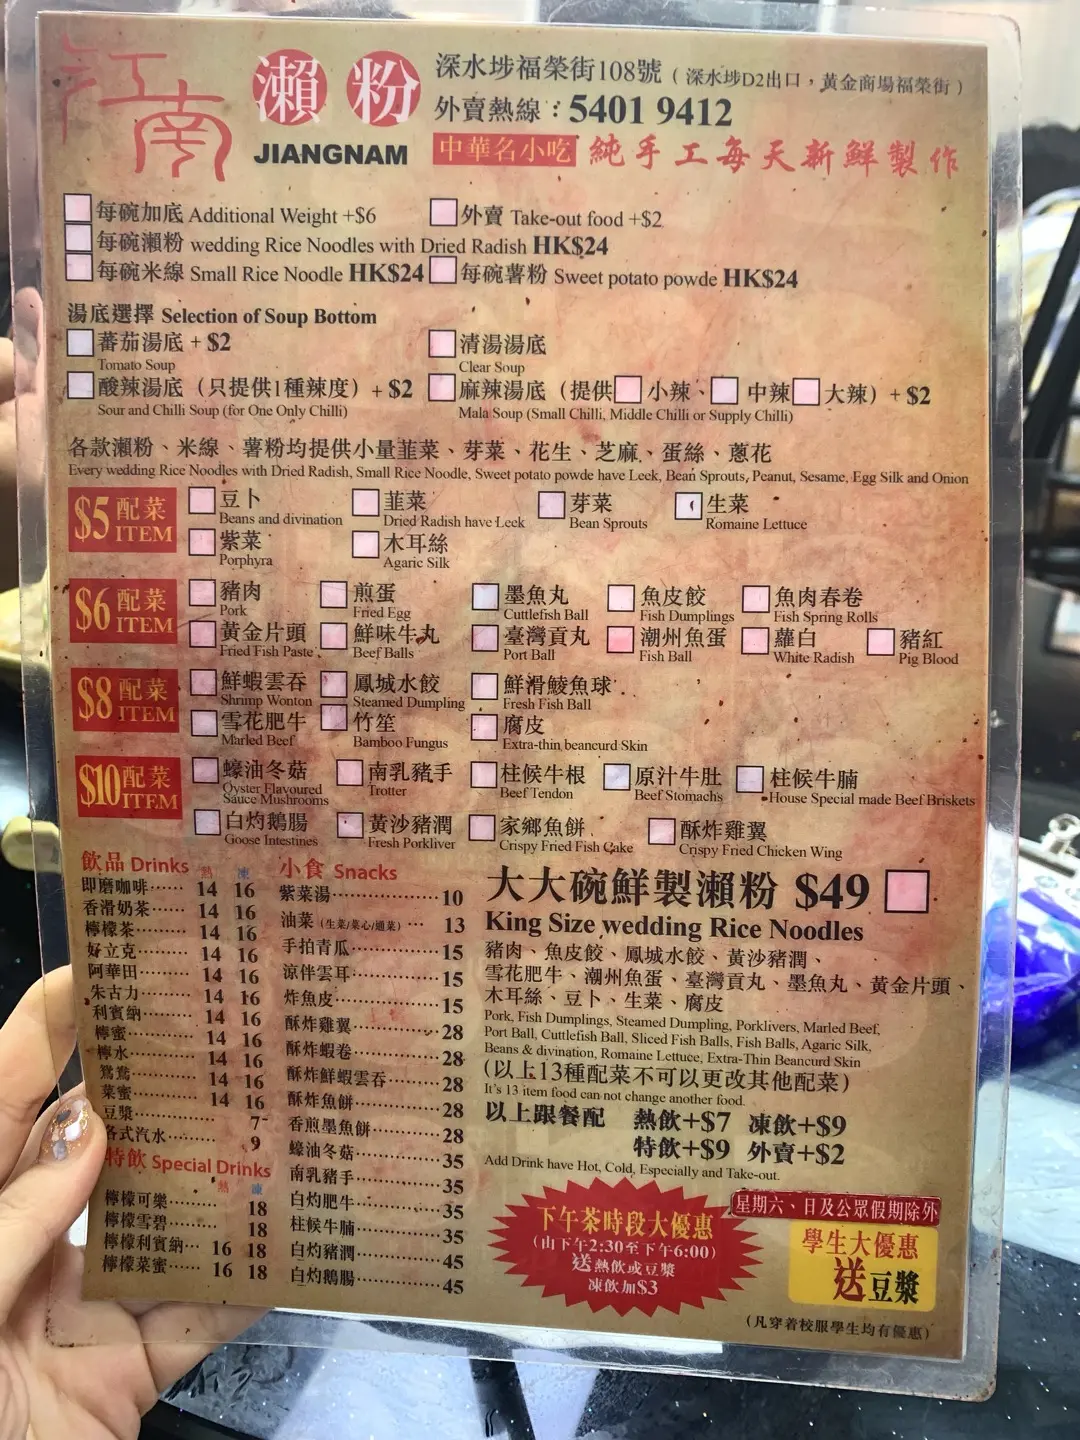 江南
瀨粉
JIANGNAM
深水埗福榮街108號（深水埗D2出口，黃金商場福榮街）
外賣熱線：5401 9412
中華名小吃 純手工每天新鮮製作
每碗加底 Additional Weight +$6 外賣 Take-out food +$2
每碗瀨粉 wedding Rice Noodles with Dried Radish HK$24
每碗米線 Small Rice Noodle HK$24 每碗薯粉 Sweet potato powde HK$24
湯底選擇 Selection of Soup Bottom
蕃茄湯底 + $2 清湯湯底
Tomato Soup Clear Soup
酸辣湯底（只提供1種辣度）+ $2 麻辣湯底（提供 小辣、 中辣 大辣）+ $2
Sour and Chilli Soup (for One Only Chilli) Mala Soup (Small Chilli, Middle Chilli or Supply Chilli)
各款瀨粉、米線、薯粉均提供小量韮菜、芽菜、花生、芝麻、蛋絲、蔥花
Every wedding Rice Noodles with Dried Radish, Small Rice Noodle, Sweet potato powde have Leek, Bean Sprouts, Peanut, Sesame, Egg Silk and Onion
$5 配菜 ITEM
豆卜 韮菜 芽菜 生菜
Beans and divination Dried Radish have Leek Bean Sprouts Romaine Lettuce
紫菜 木耳絲
Porphyra Agaric Silk
$6 配菜 ITEM
豬肉 煎蛋 墨魚丸 魚皮餃 魚肉春卷
Pork Fried Egg Cuttlefish Ball Fish Dumplings Fish Spring Rolls
黃金片頭 鮮味牛丸 臺灣貢丸 潮州魚蛋 蘿白 豬紅
Fried Fish Paste Beef Balls Port Ball Fish Ball White Radish Pig Blood
$8 配菜 ITEM
鮮蝦雲吞 鳳城水餃 鮮滑鯪魚球
Shrimp Wonton Steamed Dumpling Fresh Fish Ball
雪花肥牛 竹笙 腐皮
Marled Beef Bamboo Fungus Extra-thin beancurd Skin
$10 配菜 ITEM
蠔油冬菇 南乳豬手 柱候牛根 原汁牛肚 柱候牛腩
Oyster Flavoured Sauce Mushrooms Trotter Beef Tendon Beef Stomachs House Special made Beef Briskets
白灼鵝腸 黃沙豬潤 家鄉魚餅 酥炸雞翼
Goose Intestines Fresh Porkliver Crispy Fried Fish Cake Crispy Fried Chicken Wing
飲品 Drinks 熱 凍
即磨咖啡…… 14 16
香滑奶茶…… 14 16
檸檬茶…… 14 16
好立克…… 14 16
阿華田…… 14 16
朱古力…… 14 16
利賓納…… 14 16
檸蜜…… 14 16
檸水…… 14 16
鴛鴦…… 14 16
菜蜜…… 14 16
豆漿…… 7
各式汽水…… 9
特飲 Special Drinks
熱 凍
檸檬可樂…… 18
檸檬雪碧…… 18
檸檬利賓納… 16 18
檸檬菜蜜…… 16 18
小食 Snacks
紫菜湯…… 10
油菜（生菜/菜心/通菜）… 13
手拍青瓜…… 15
涼伴雲耳…… 15
炸魚皮…… 15
酥炸雞翼…… 28
酥炸蝦卷…… 28
酥炸鮮蝦雲吞…… 28
酥炸魚餅…… 28
香煎墨魚餅…… 28
蠔油冬菇…… 35
南乳豬手…… 35
白灼肥牛…… 35
柱候牛腩…… 35
白灼豬潤…… 45
白灼鵝腸…… 45
大大碗鮮製瀨粉 $49
King Size wedding Rice Noodles
豬肉、魚皮餃、鳳城水餃、黃沙豬潤、
雪花肥牛、潮州魚蛋、臺灣貢丸、墨魚丸、黃金片頭、
木耳絲、豆卜、生菜、腐皮
Pork, Fish Dumplings, Steamed Dumpling, Porklivers, Marled Beef,
Port Ball, Cuttlefish Ball, Sliced Fish Balls, Fish Balls, Agaric Silk,
Beans & divination, Romaine Lettuce, Extra-Thin Beancurd Skin
（以上13種配菜不可以更改其他配菜）
It's 13 item food can not change another food.
以上跟餐配 熱飲+$7 凍飲+$9
特飲+$9 外賣+$2
Add Drink have Hot, Cold, Especially and Take-out.
下午茶時段大優惠
（由下午2:30至下午6:00）
送熱飲或豆漿
凍飲加$3
星期六、日及公眾假期除外
學生大優惠
送豆漿
（凡穿着校服學生均有優惠）